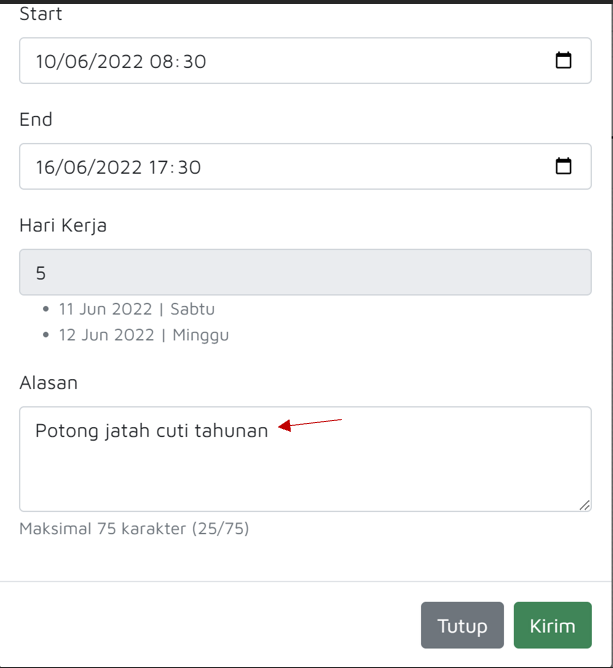 Start
10/06/2022 08:30
End
16/06/2022 17:30
Hari Kerja
5
11 Jun 2022 | Sabtu
12 Jun 2022 | Minggu
Alasan
Potong jatah cuti tahunan
Maksimal 75 karakter (25/75)
Tutup Kirim